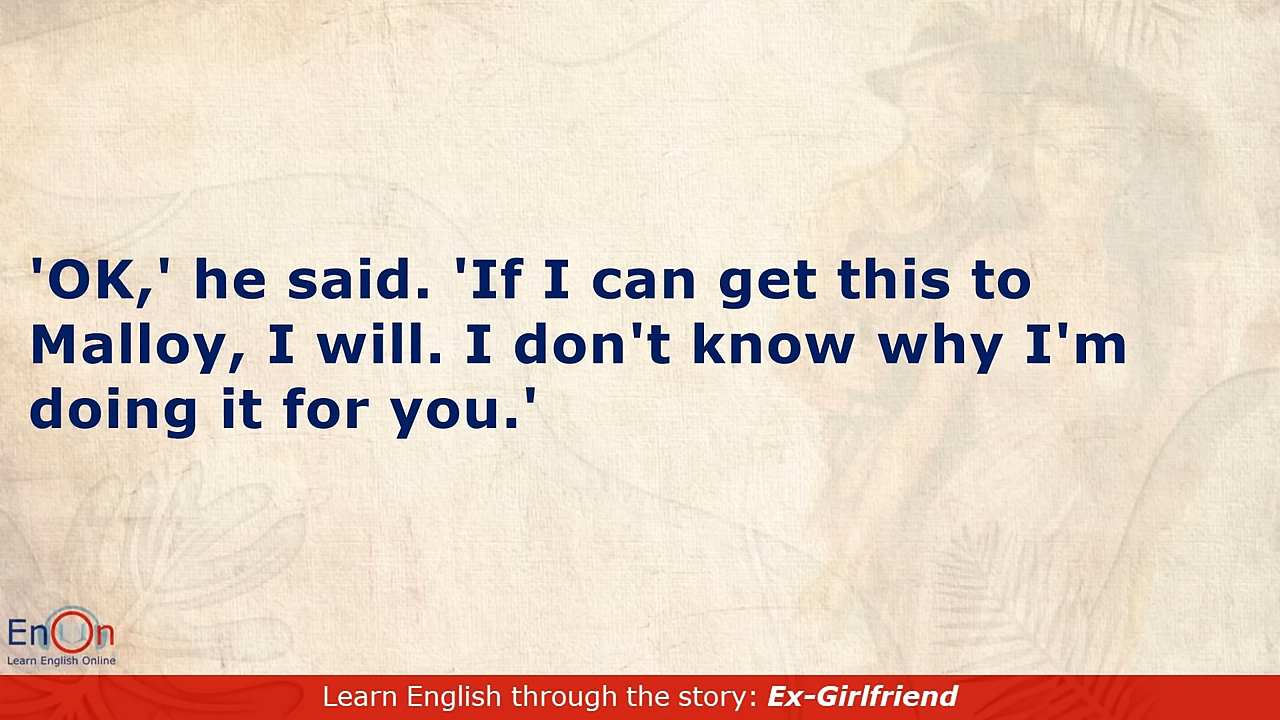 'OK,' he said. 'If I can get this to
Malloy, I will. I don't know why I'm
doing it for you.'
EnOn
Learn English Online
Learn English through the story: Ex-Girlfriend